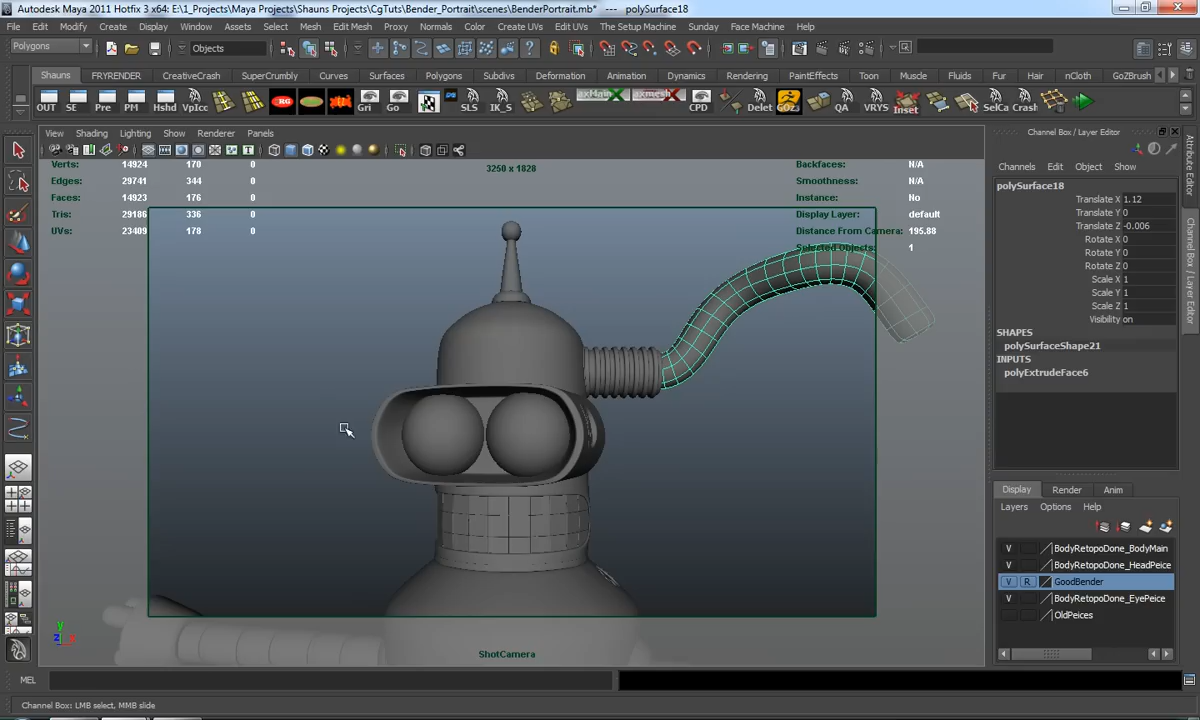 Autodesk Maya 2011 Hotfix 3 x64: E:\1_Projects\Maya Projects\Shauns Projects\CgTuts\Bender_Portrait\scenes\BenderPortrait.mb* --- polySurface18
File Edit Modify Create Display Window Assets Select Mesh Edit Mesh Proxy Normals Color Create UVs Edit UVs The Setup Machine Sunday Face Machine Help
Polygons Objects
Shauns FRYRENDER CreativeCrash SuperCrumbly Curves Surfaces Polygons Subdivs Deformation Animation Dynamics Rendering PaintEffects Toon Muscle Fluids Fur Hair nCloth GoZBrush
OUT SE Pre PM Hshd VpIcc RG Gri Go SLS IK_S CPD Delet GOZ QA VRYS Inset SelCa Crash
View Shading Lighting Show Renderer Panels
Channel Box / Layer Editor
Verts: 14924 170 0
Edges: 29741 344 0
Faces: 14923 176 0
Tris: 29186 336 0
UVs: 23409 178 0
3250 x 1828
Backfaces: N/A
Smoothness: N/A
Instance: No
Display Layer: default
Distance From Camera: 195.88
Selected Objects: 1
ShotCamera
y
z x
Channels Edit Object Show
polySurface18
Translate X 1.12
Translate Y 0
Translate Z -0.006
Rotate X 0
Rotate Y 0
Rotate Z 0
Scale X 1
Scale Y 1
Scale Z 1
Visibility on
SHAPES
polySurfaceShape21
INPUTS
polyExtrudeFace6
Attribute Editor
Channel Box / Layer Editor
Display Render Anim
Layers Options Help
V BodyRetopoDone_BodyMain
V BodyRetopoDone_HeadPeice
V R GoodBender
V BodyRetopoDone_EyePeice
OldPeices
MEL
Channel Box: LMB select, MMB slide